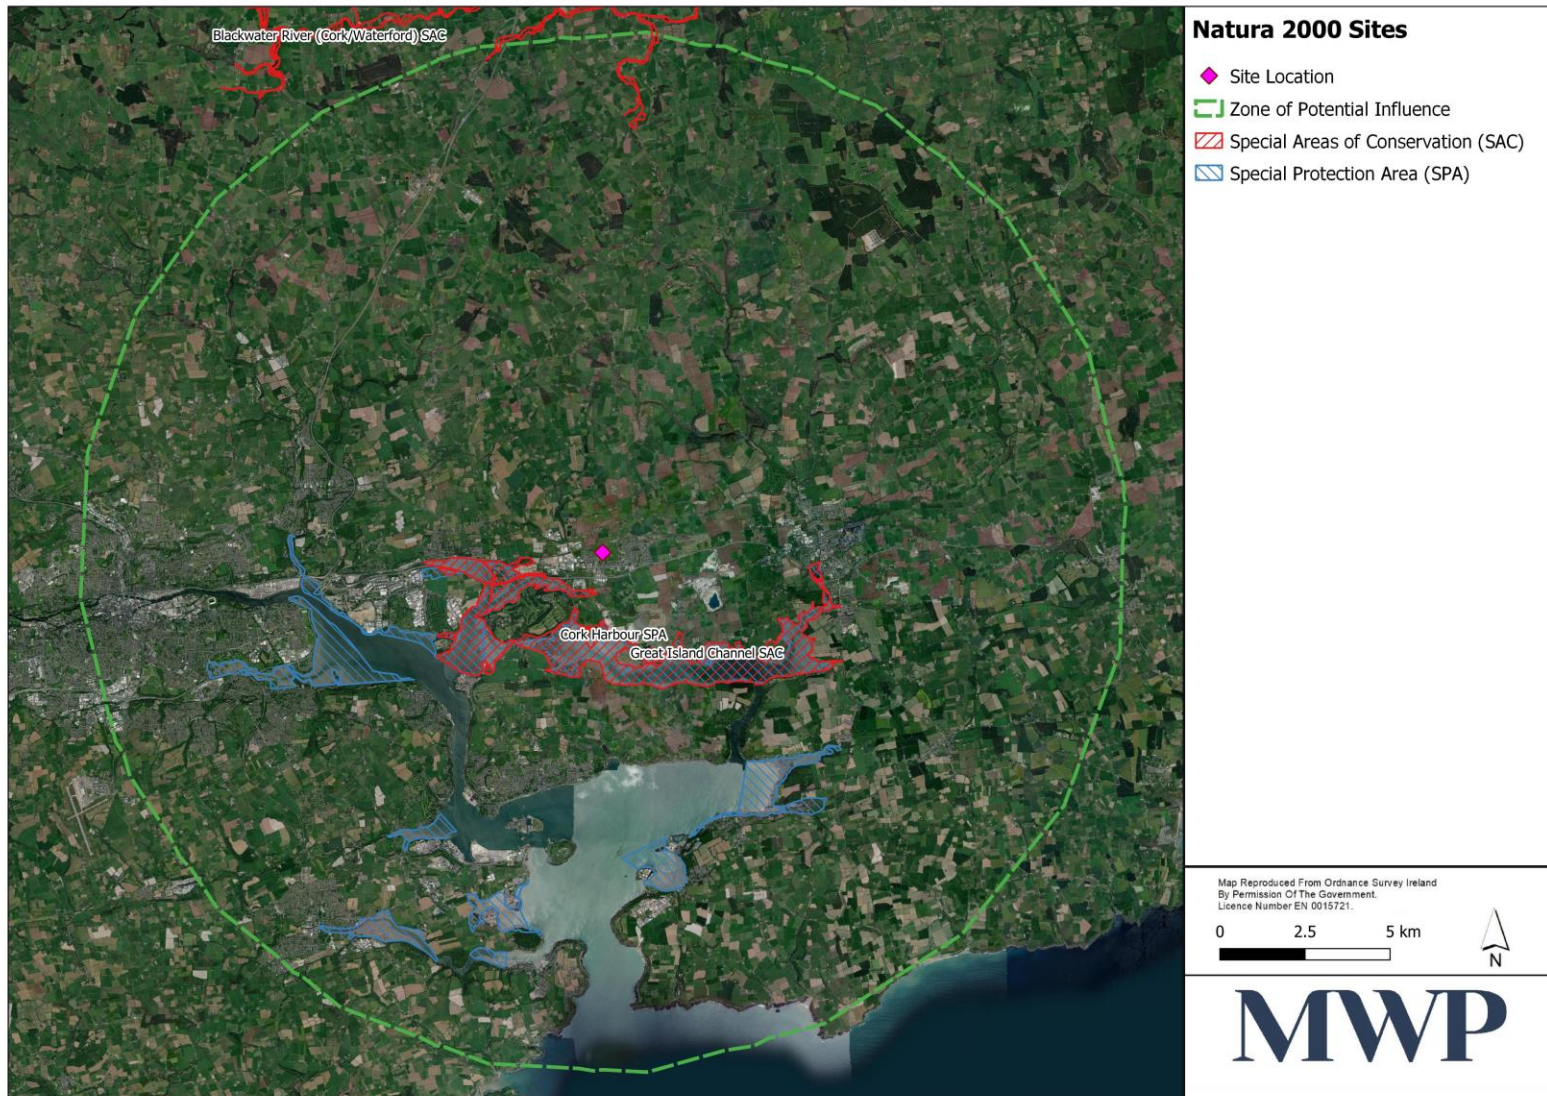 Blackwater River (Cork/Waterford) SAC
Cork Harbour SPA
Great Island Channel SAC
Natura 2000 Sites
Site Location
Zone of Potential Influence
Special Areas of Conservation (SAC)
Special Protection Area (SPA)
Map Reproduced From Ordnance Survey Ireland
By Permission Of The Government.
Licence Number EN 0015721.
0 2.5 5 km
N
MWP